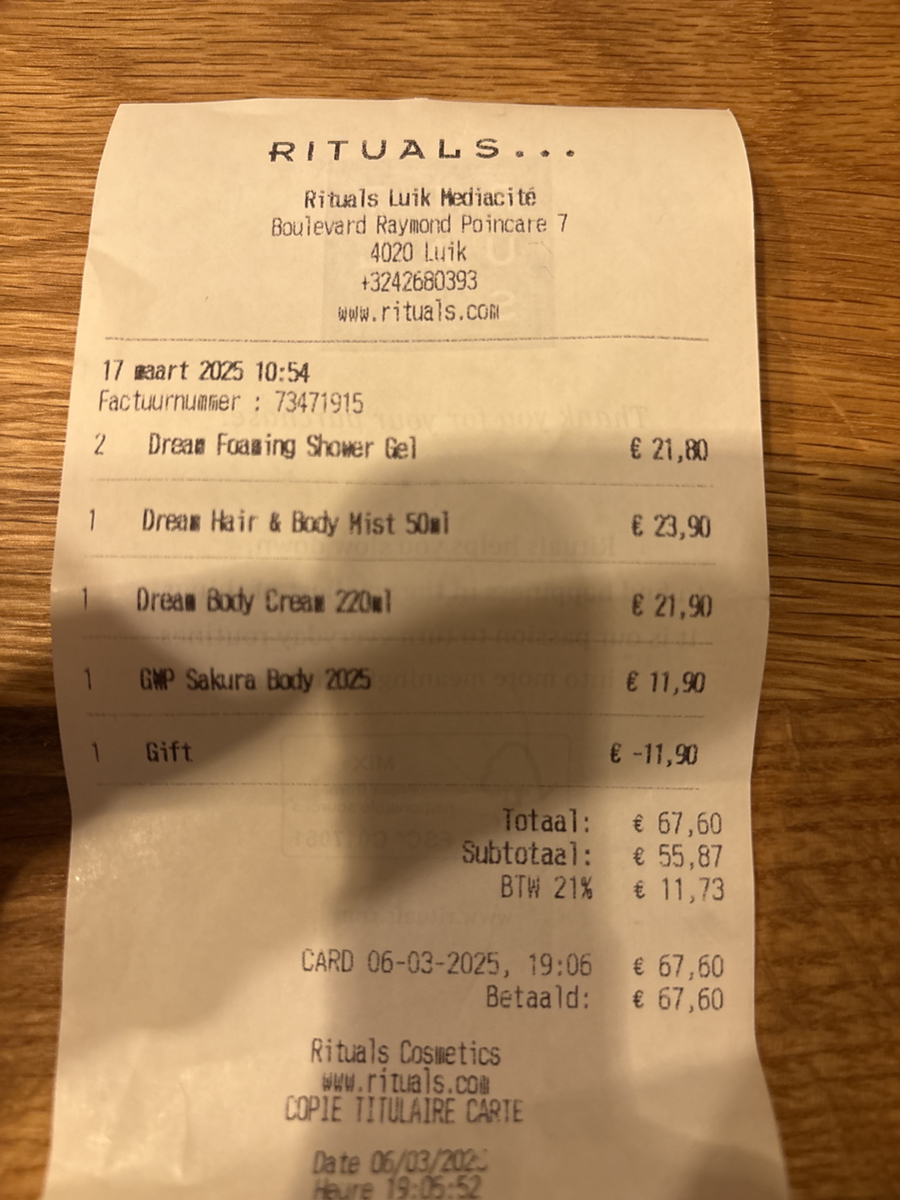 RITUALS...
Rituals Luik Mediacité
Boulevard Raymond Poincare 7
4020 Luik
+3242680393
www.rituals.com
17 maart 2025 10:54
Factuurnummer : 73471915
2 Dream Foaming Shower Gel € 21,80
1 Dream Hair & Body Mist 50ml € 23,90
1 Dream Body Cream 220ml € 21,90
1 GWP Sakura Body 2025 € 11,90
1 Gift € -11,90
Totaal: € 67,60
Subtotaal: € 55,87
BTW 21% € 11,73
CARD 06-03-2025, 19:06 € 67,60
Betaald: € 67,60
Rituals Cosmetics
www.rituals.com
COPIE TITULAIRE CARTE
Date 06/03/2025
Heure 19:05:52